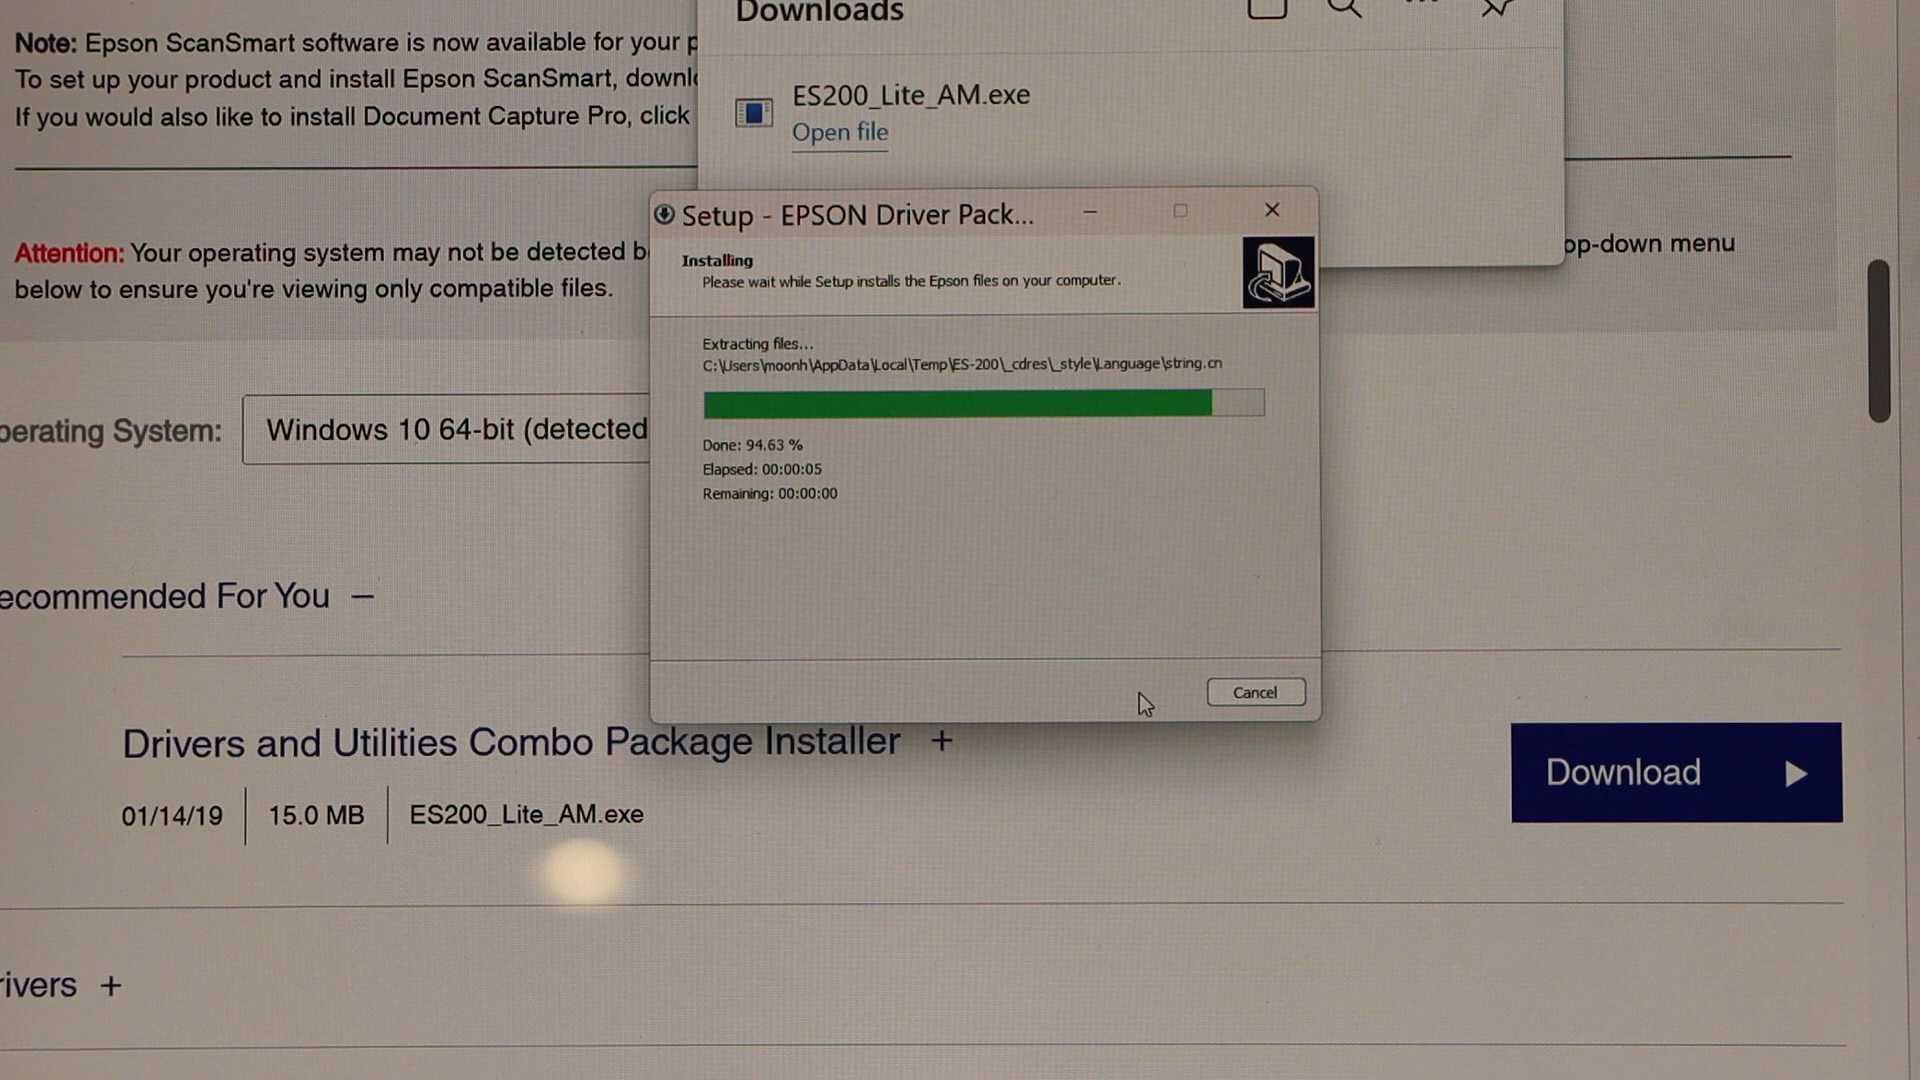 Downloads
Note: Epson ScanSmart software is now available for your p
To set up your product and install Epson ScanSmart, downlo
If you would also like to install Document Capture Pro, click
ES200_Lite_AM.exe
Open file
Attention: Your operating system may not be detected b
op-down menu
below to ensure you're viewing only compatible files.
Setup - EPSON Driver Pack...
Installing
Please wait while Setup installs the Epson files on your computer.
Extracting files...
C:\Users\moonh\AppData\Local\Temp\ES-200\_cdres\_style\Language\string.cn
Done: 94.63 %
Elapsed: 00:00:05
Remaining: 00:00:00
Cancel
perating System:
Windows 10 64-bit (detected
ecommended For You –
Drivers and Utilities Combo Package Installer +
01/14/19 | 15.0 MB | ES200_Lite_AM.exe
Download
rivers +